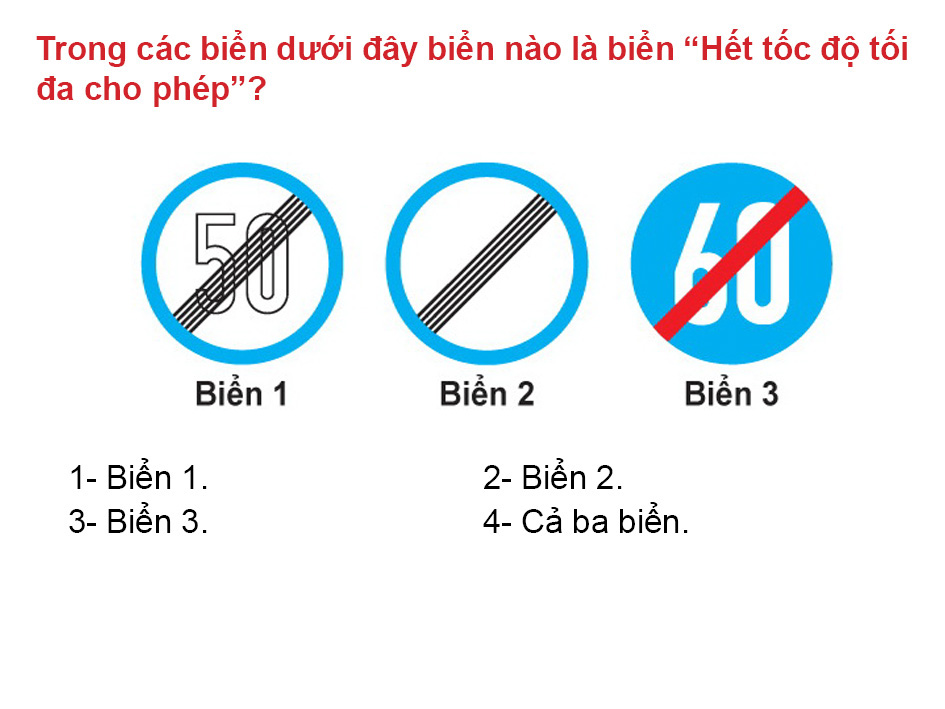 Trong các biển dưới đây biển nào là biển “Hết tốc độ tối
đa cho phép”?
50
60
Biển 1
Biển 2
Biển 3
1- Biển 1.
2- Biển 2.
3- Biển 3.
4- Cả ba biển.